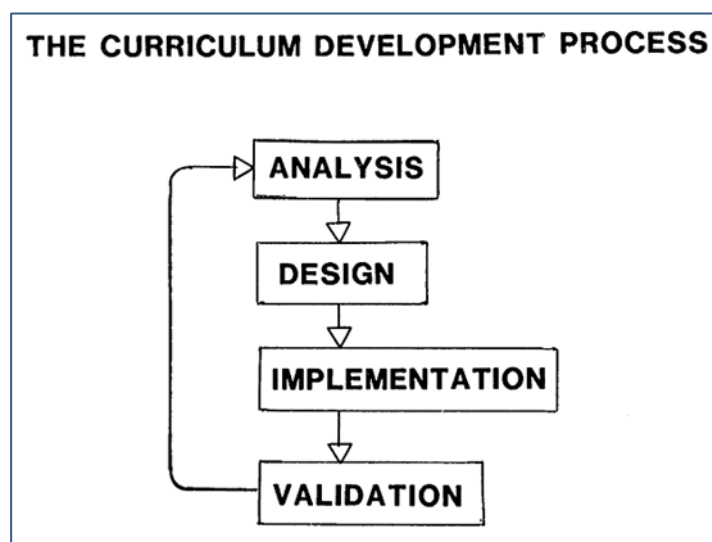 THE CURRICULUM DEVELOPMENT PROCESS
ANALYSIS
DESIGN
IMPLEMENTATION
VALIDATION